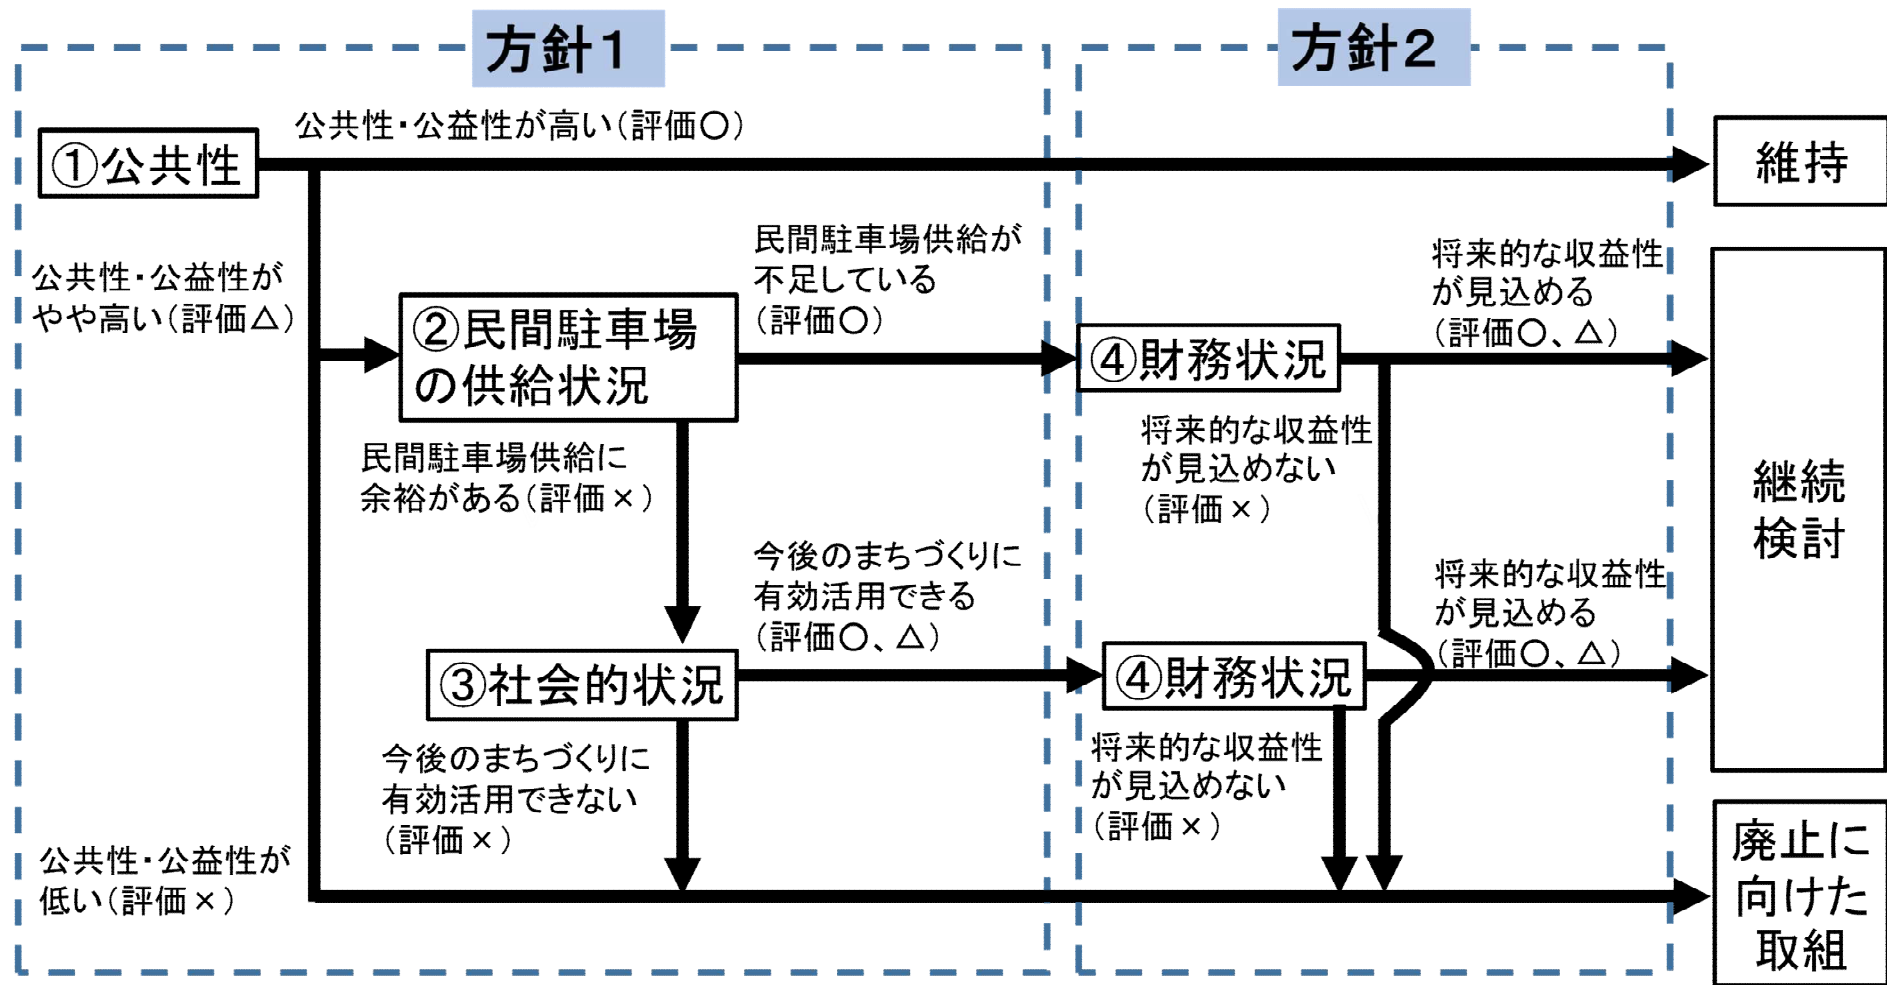 方針1
方針2
公共性・公益性が高い(評価〇)
①公共性
維持
公共性・公益性が
やや高い(評価△)
民間駐車場供給が
不足している
(評価〇)
将来的な収益性
が見込める
(評価〇、△)
②民間駐車場
の供給状況
④財務状況
将来的な収益性
が見込めない
(評価×)
民間駐車場供給に
余裕がある(評価×)
継続
検討
今後のまちづくりに
有効活用できる
(評価〇、△)
将来的な収益性
が見込める
(評価〇、△)
③社会的状況
④財務状況
今後のまちづくりに
有効活用できない
(評価×)
将来的な収益性
が見込めない
(評価×)
公共性・公益性が
低い(評価×)
廃止に
向けた
取組